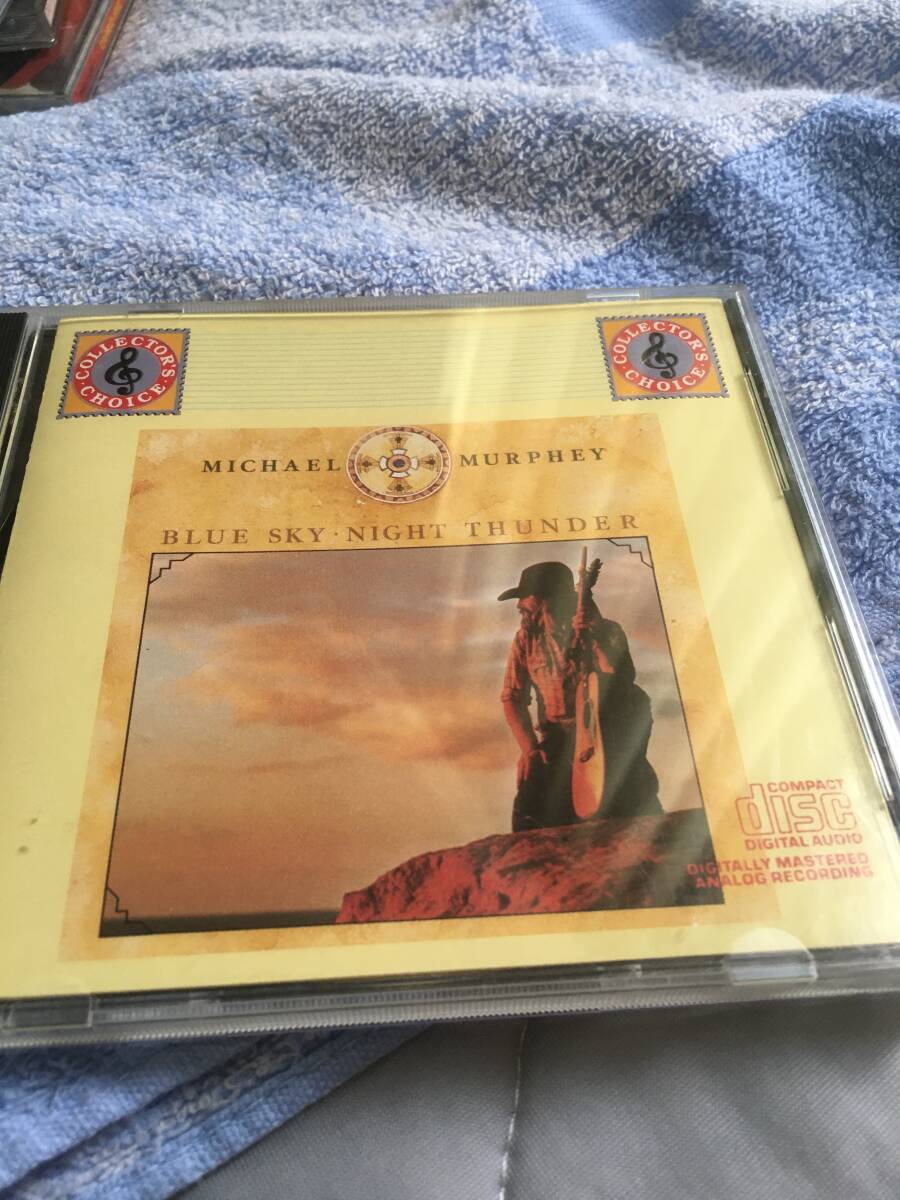 COLLECTOR'S · CHOICE ·
COLLECTOR'S · CHOICE ·
MICHAEL MURPHEY
BLUE SKY · NIGHT THUNDER
COMPACT
disc
DIGITAL AUDIO
DIGITALLY MASTERED
ANALOG RECORDING